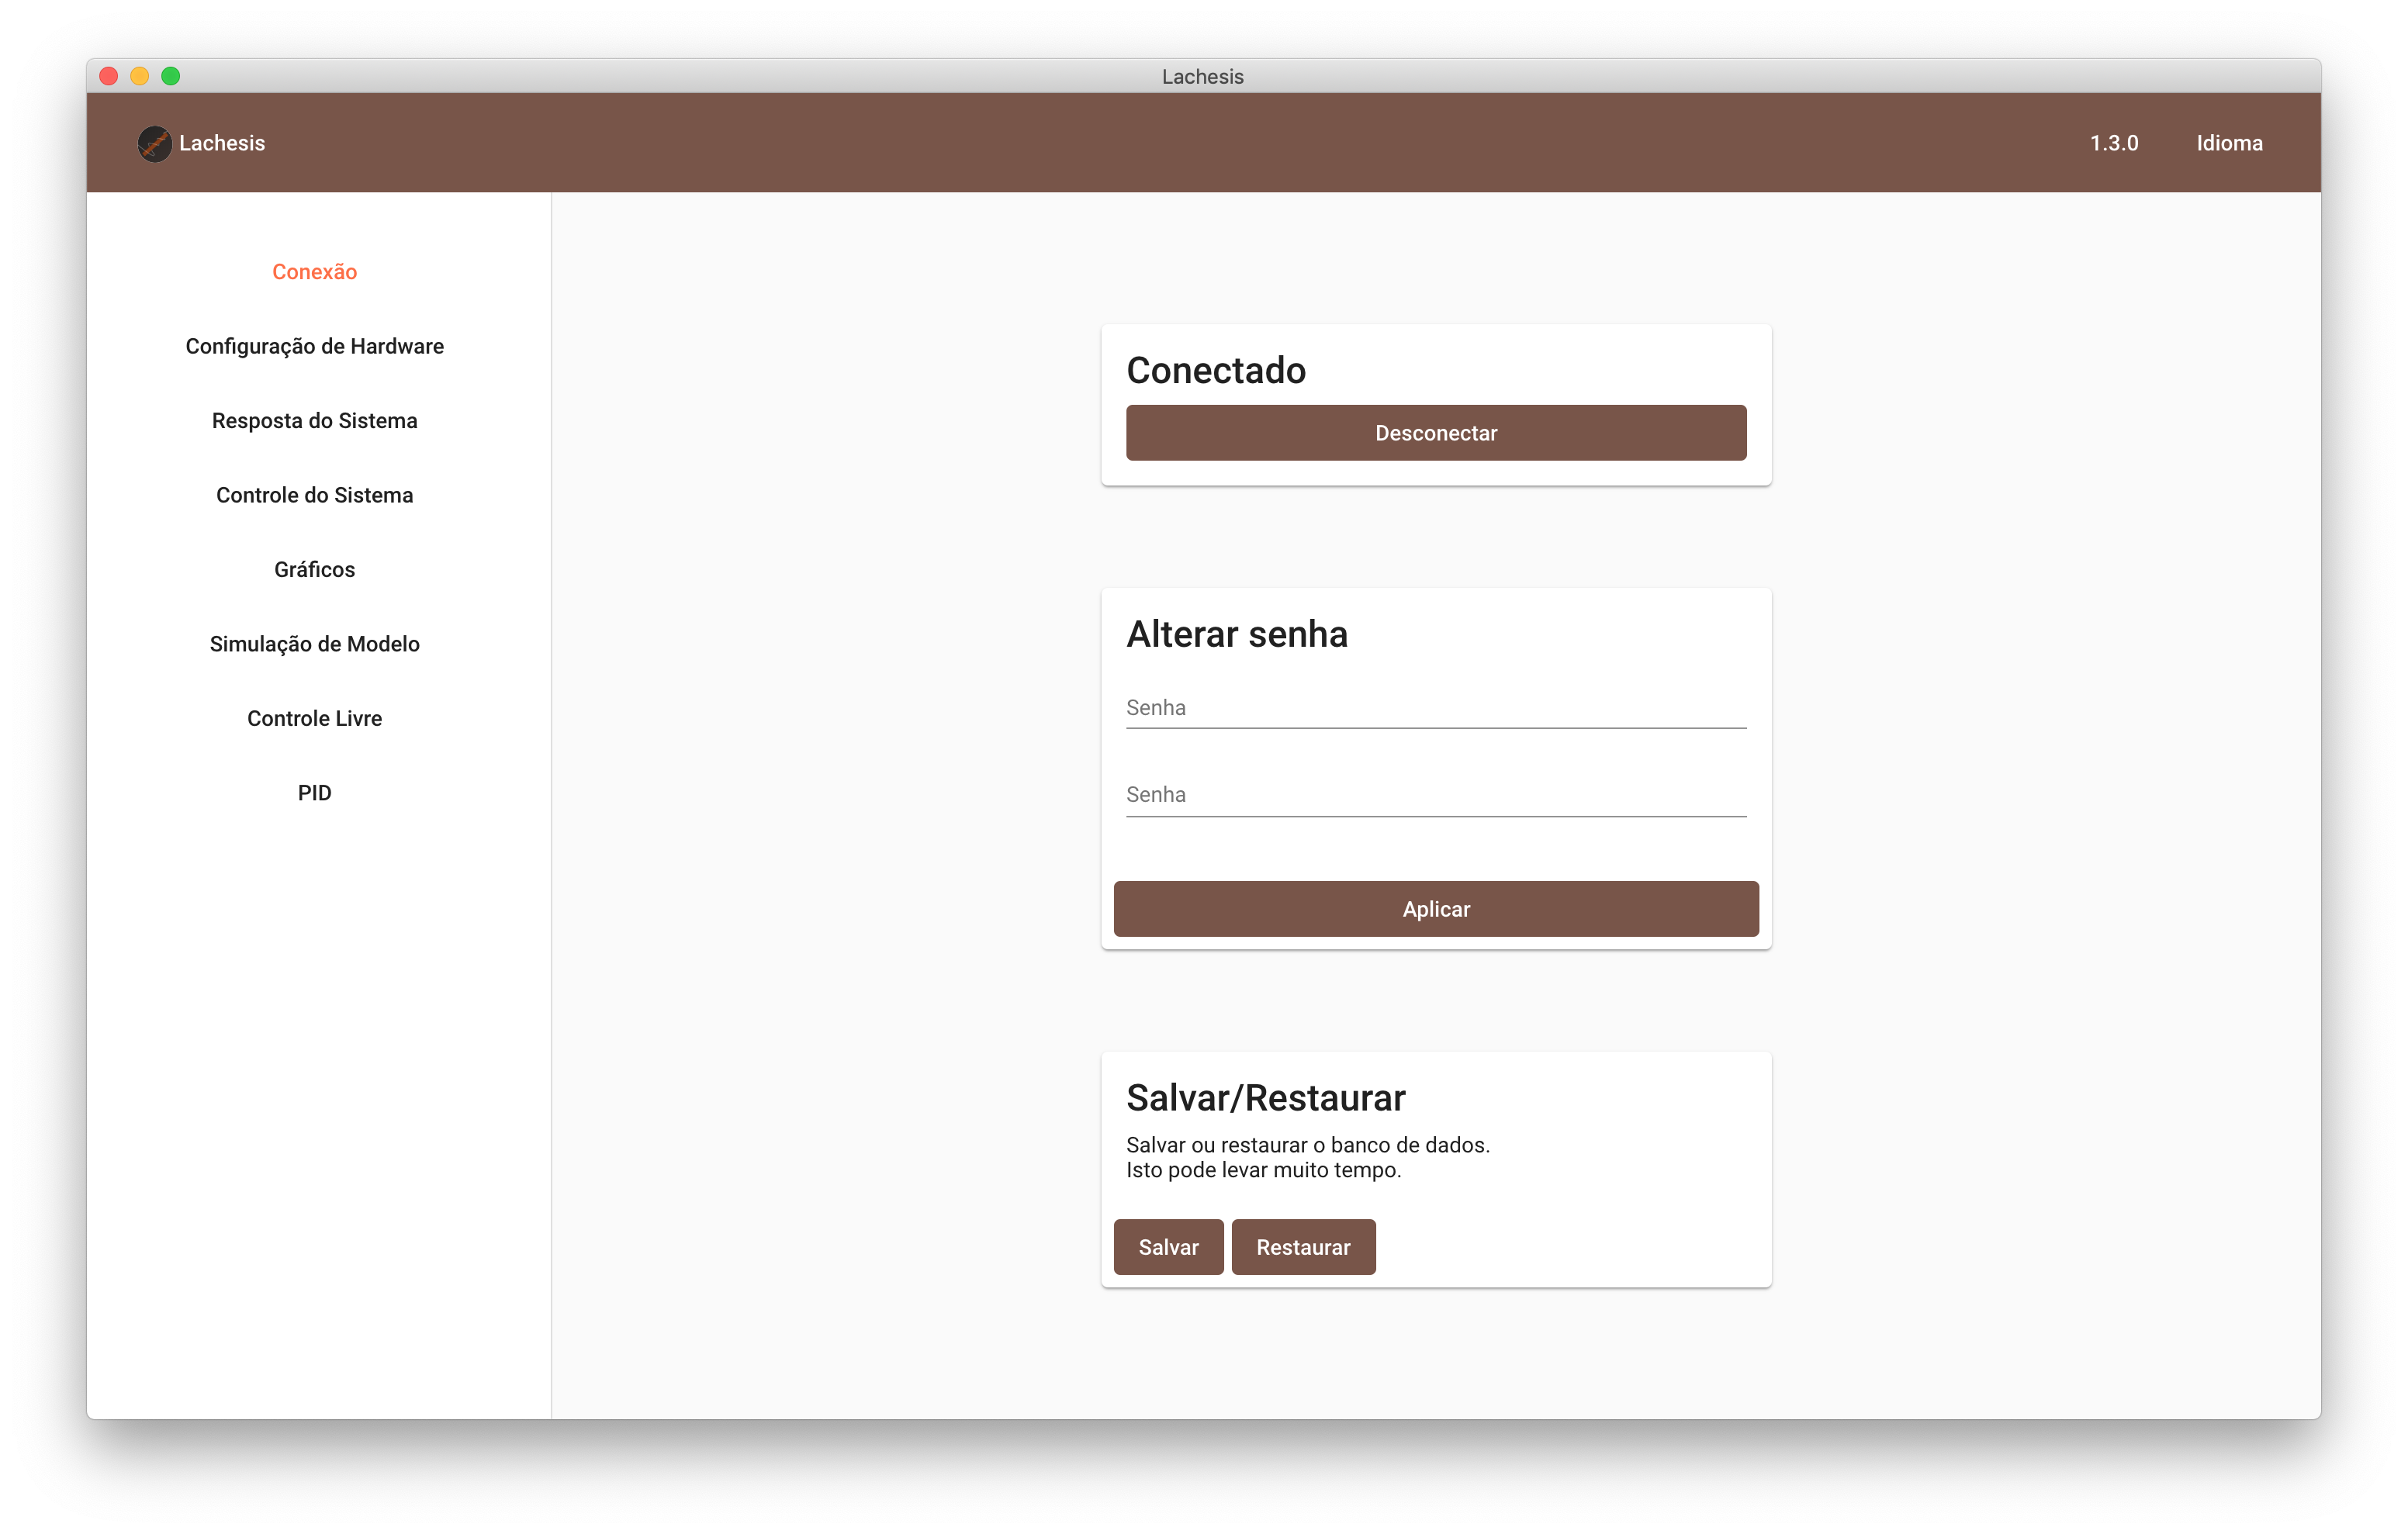 Lachesis
Lachesis
1.3.0
Idioma
Conexão
Configuração de Hardware
Resposta do Sistema
Controle do Sistema
Gráficos
Simulação de Modelo
Controle Livre
PID
Conectado
Desconectar
Alterar senha
Senha
Senha
Aplicar
Salvar/Restaurar
Salvar ou restaurar o banco de dados.
Isto pode levar muito tempo.
Salvar
Restaurar